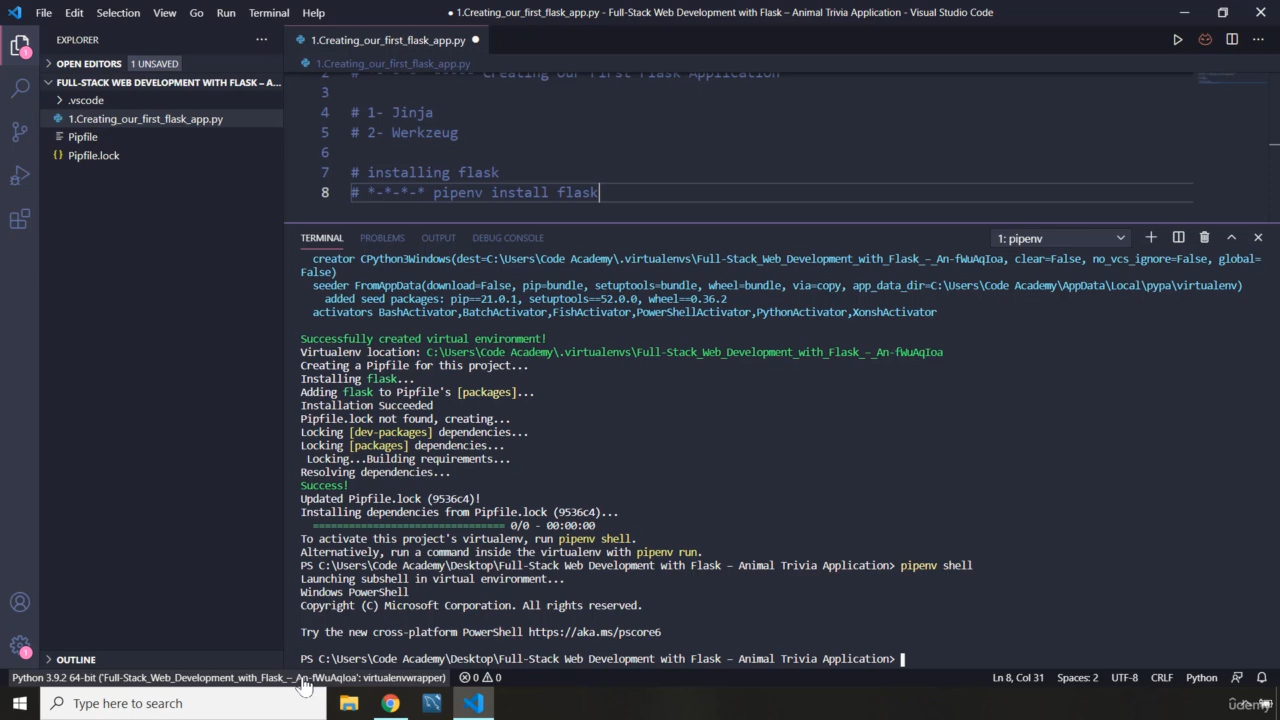 File Edit Selection View Go Run Terminal Help
● 1.Creating_our_first_flask_app.py - Full-Stack Web Development with Flask – Animal Trivia Application - Visual Studio Code
EXPLORER
1.Creating_our_first_flask_app.py
OPEN EDITORS 1 UNSAVED
1.Creating_our_first_flask_app.py
FULL-STACK WEB DEVELOPMENT WITH FLASK – A...
.vscode
1.Creating_our_first_flask_app.py
Pipfile
Pipfile.lock
2 # *-*-*-* Creating Our First Flask Application
3
4 # 1- Jinja
5 # 2- Werkzeug
6
7 # installing flask
8 # *-*-*-* pipenv install flask
TERMINAL PROBLEMS OUTPUT DEBUG CONSOLE
1: pipenv
creator CPython3Windows(dest=C:\Users\Code Academy\.virtualenvs\Full-Stack_Web_Development_with_Flask_–_An-fWuAqIoa, clear=False, no_vcs_ignore=False, global=
False)
seeder FromAppData(download=False, pip=bundle, setuptools=bundle, wheel=bundle, via=copy, app_data_dir=C:\Users\Code Academy\AppData\Local\pypa\virtualenv)
added seed packages: pip==21.0.1, setuptools==52.0.0, wheel==0.36.2
activators BashActivator,BatchActivator,FishActivator,PowerShellActivator,PythonActivator,XonshActivator
Successfully created virtual environment!
Virtualenv location: C:\Users\Code Academy\.virtualenvs\Full-Stack_Web_Development_with_Flask_–_An-fWuAqIoa
Creating a Pipfile for this project...
Installing flask...
Adding flask to Pipfile's [packages]...
Installation Succeeded
Pipfile.lock not found, creating...
Locking [dev-packages] dependencies...
Locking [packages] dependencies...
Locking...Building requirements...
Resolving dependencies...
Success!
Updated Pipfile.lock (9536c4)!
Installing dependencies from Pipfile.lock (9536c4)...
================================ 0/0 - 00:00:00
To activate this project's virtualenv, run pipenv shell.
Alternatively, run a command inside the virtualenv with pipenv run.
PS C:\Users\Code Academy\Desktop\Full-Stack Web Development with Flask – Animal Trivia Application> pipenv shell
Launching subshell in virtual environment...
Windows PowerShell
Copyright (C) Microsoft Corporation. All rights reserved.
Try the new cross-platform PowerShell https://aka.ms/pscore6
PS C:\Users\Code Academy\Desktop\Full-Stack Web Development with Flask – Animal Trivia Application>
1
1
OUTLINE
Python 3.9.2 64-bit ('Full-Stack_Web_Development_with_Flask_–_An-fWuAqIoa': virtualenvwrapper) 0 0 Ln 8, Col 31 Spaces: 2 UTF-8 CRLF Python
Type here to search
Udemy